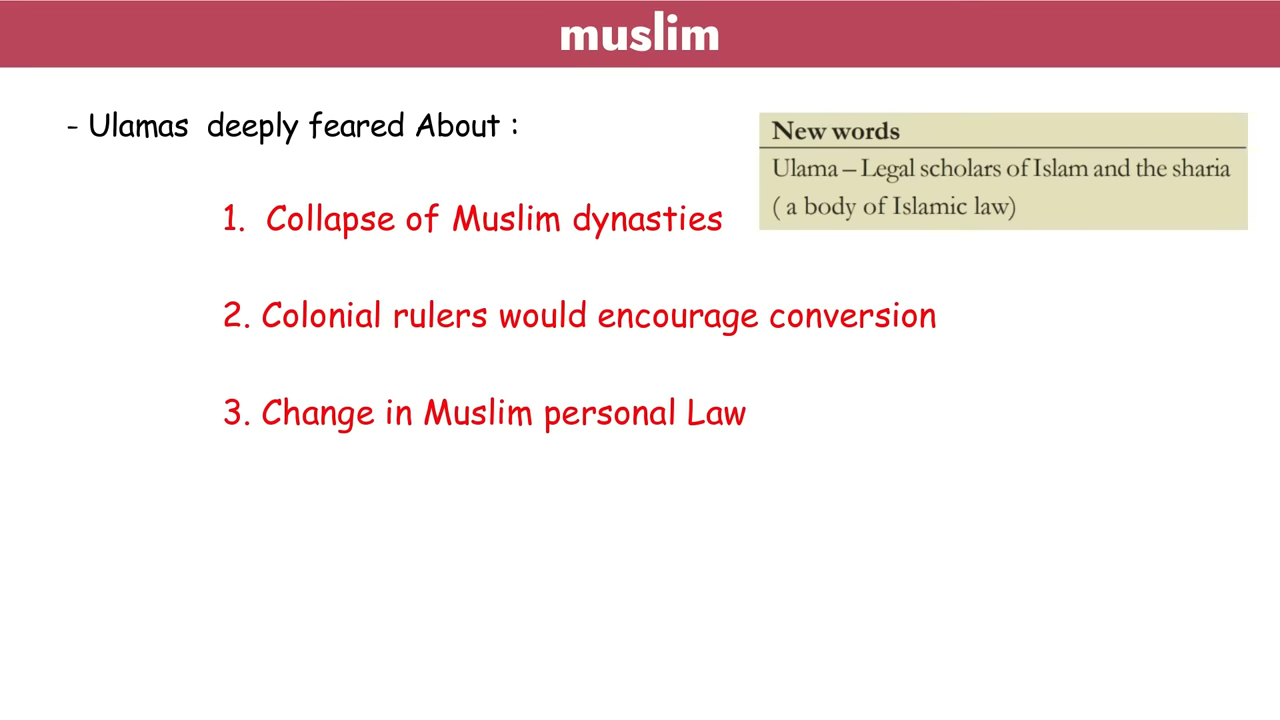 muslim
- Ulamas deeply feared About :
New words
Ulama – Legal scholars of Islam and the sharia
( a body of Islamic law)
1. Collapse of Muslim dynasties
2. Colonial rulers would encourage conversion
3. Change in Muslim personal Law